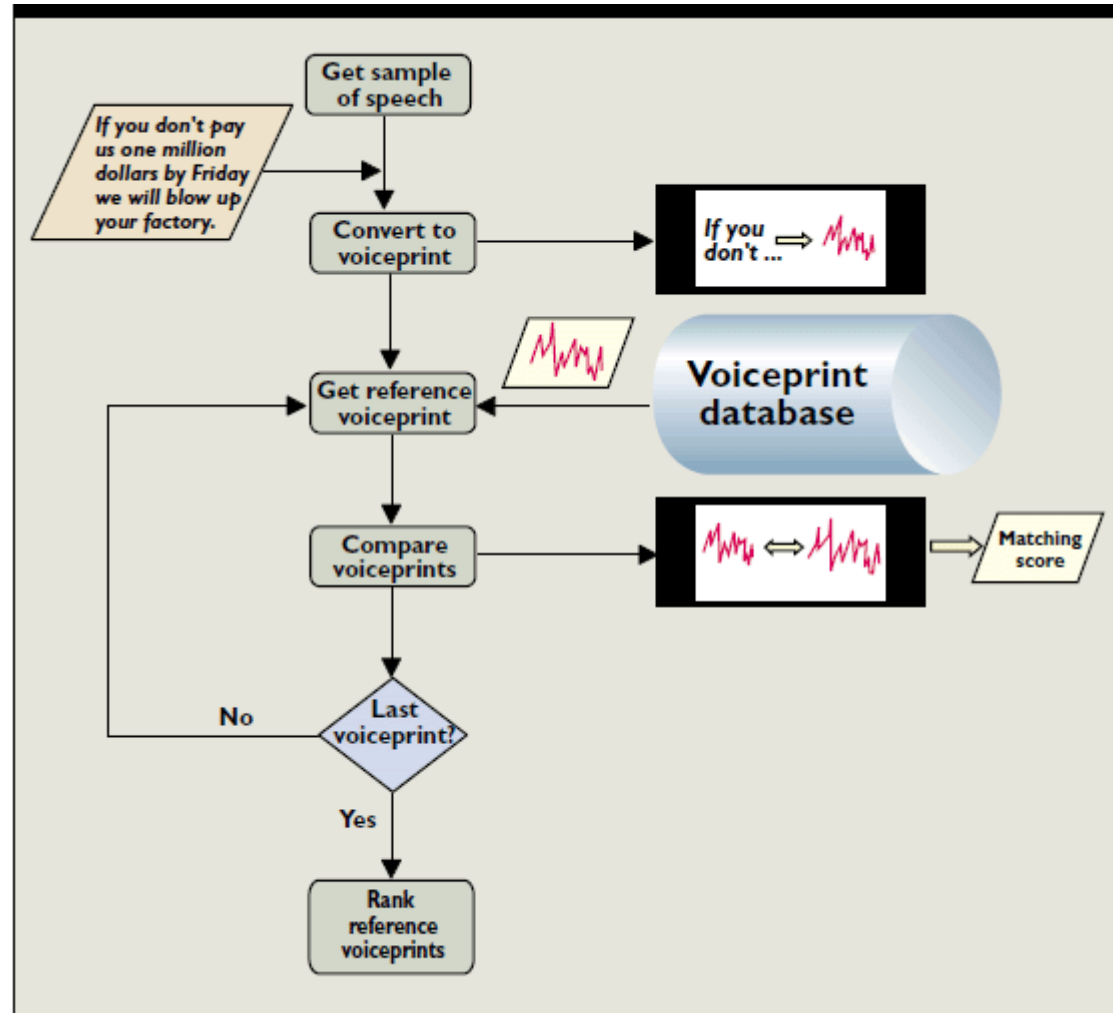 Get sample
of speech
If you don't pay
us one million
dollars by Friday
we will blow up
your factory.
Convert to
voiceprint
If you
don't ...
Get reference
voiceprint
Voiceprint
database
Compare
voiceprints
Matching
score
Last
voiceprint?
No
Yes
Rank
reference
voiceprints